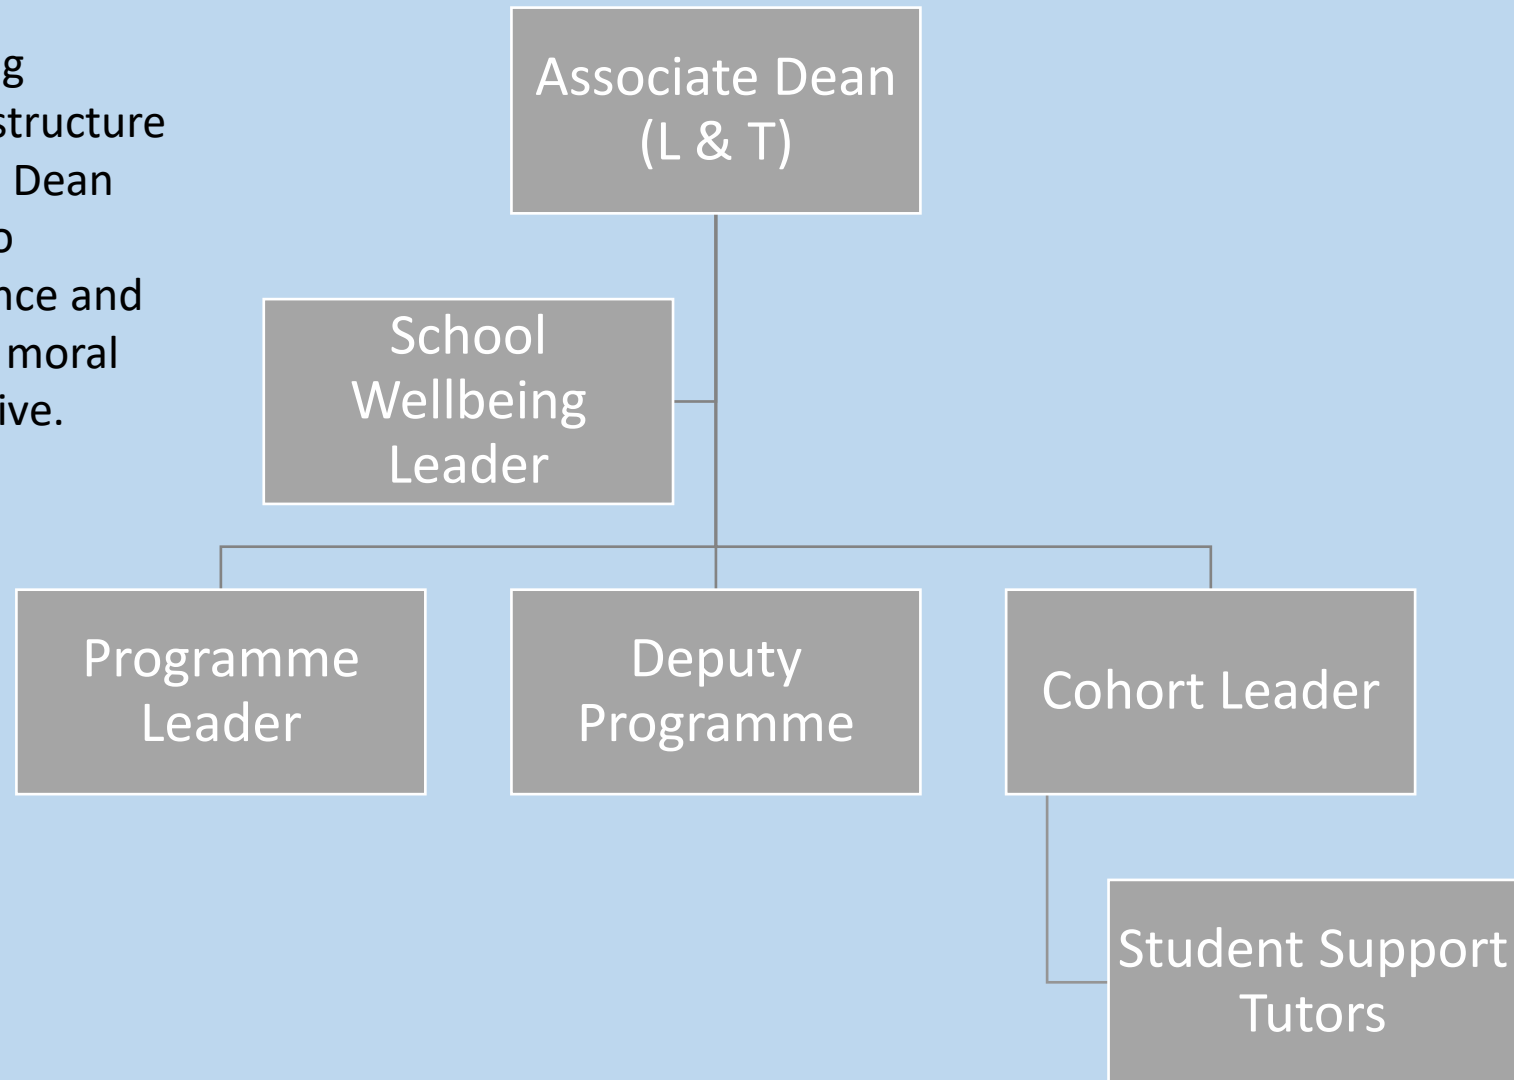 g
structure
Dean
o
nce and
moral
ive.
Associate Dean
(L & T)
School
Wellbeing
Leader
Programme
Leader
Deputy
Programme
Cohort Leader
Student Support
Tutors